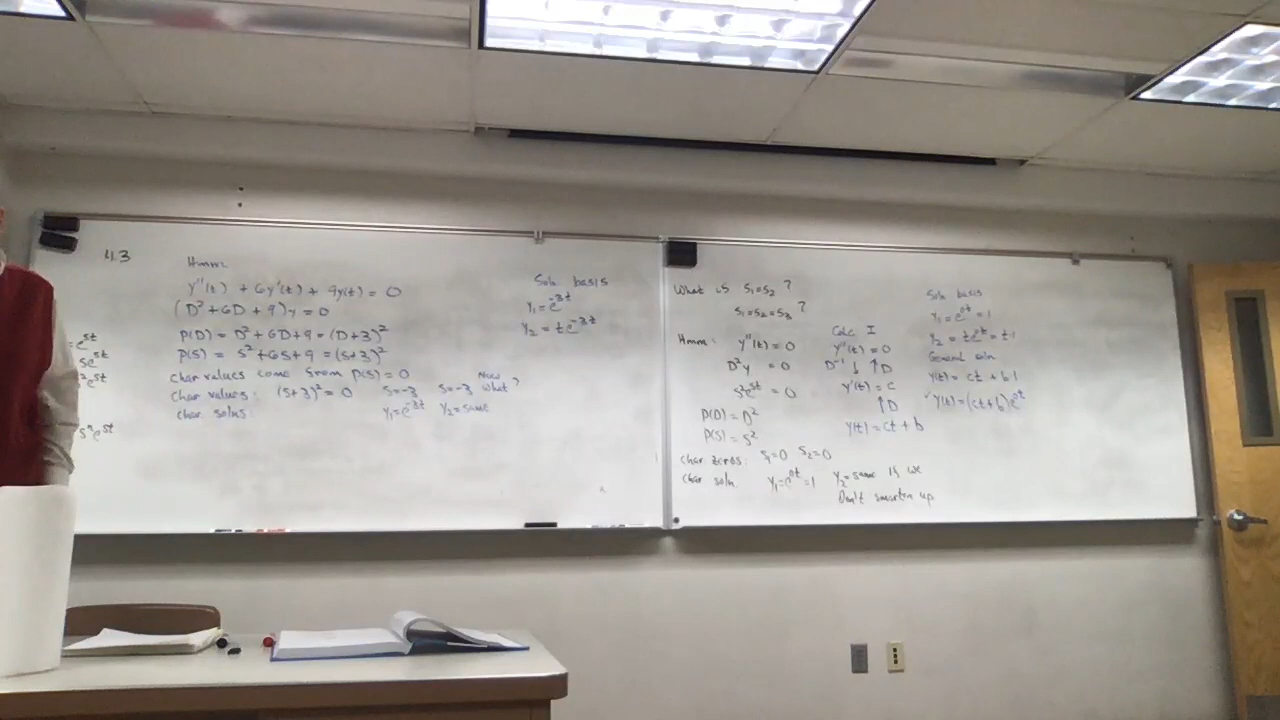 4.3
Hmm:
y''(t) + 6y'(t) + 9y(t) = 0
(D² + 6D + 9)y = 0
P(D) = D² + 6D + 9 = (D+3)²
P(S) = S² + 6S + 9 = (S+3)²
Char values come from P(S) = 0
Char values: (S+3)² = 0 S=-3 S=-3 Now what?
Char solns: y₁=e^-3t y₂=same
= e^st
se^st
²e^st
sⁿe^st
Soln basis
y₁ = e^-3t
y₂ = te^-3t
What is S₁=S₂ ?
S₁=S₂=S₃ ?
Hmm: y''(t) = 0
D²y = 0
s²e^st = 0
P(D) = D²
P(S) = S²
Char zeros: S₁=0 S₂=0
Char soln. y₁=e^0t=1 y₂=same if we
Don't smarten up
Calc I
y''(t) = 0
D⁻¹ ↓ ↑ D
y'(t) = c
↑ D
y(t) = ct + b
Soln basis
y₁ = e^0t = 1
y₂ = te^0t = t·1
General soln
y(t) = ct + b·1
y(t) = (ct + b)e^0t